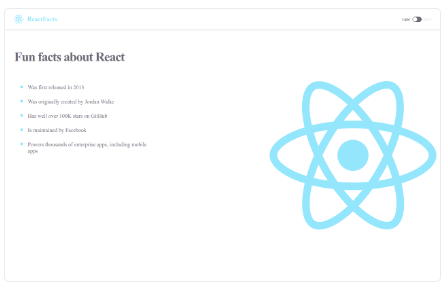 ReactFacts
Fun facts about React
Was first released in 2013
Was originally created by Jordan Walke
Has well over 100K stars on GitHub
Is maintained by Facebook
Powers thousands of enterprise apps, including mobile
apps